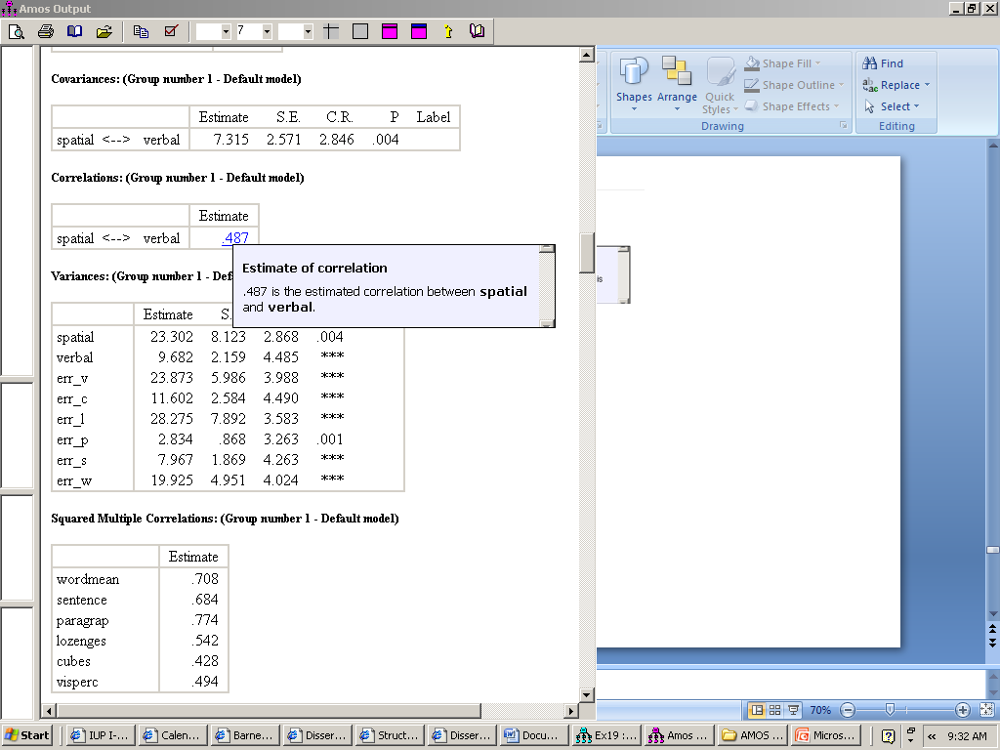 Amos Output
7
Covariances: (Group number 1 - Default model)
Estimate S.E. C.R. P Label
spatial <--> verbal 7.315 2.571 2.846 .004
Correlations: (Group number 1 - Default model)
Estimate
spatial <--> verbal .487
Estimate of correlation
.487 is the estimated correlation between spatial
and verbal.
Variances: (Group number 1 - Def
Estimate S.
spatial 23.302 8.123 2.868 .004
verbal 9.682 2.159 4.485 ***
err_v 23.873 5.986 3.988 ***
err_c 11.602 2.584 4.490 ***
err_l 28.275 7.892 3.583 ***
err_p 2.834 .868 3.263 .001
err_s 7.967 1.869 4.263 ***
err_w 19.925 4.951 4.024 ***
Squared Multiple Correlations: (Group number 1 - Default model)
Estimate
wordmean .708
sentence .684
paragrap .774
lozenges .542
cubes .428
visperc .494
Shapes Arrange Quick Styles
Shape Fill
Shape Outline
Shape Effects
Drawing
Find
Replace
Select
Editing
is
70%
Start IUP I-... Calen... Barne... Disser... Struct... Disser... Docu... Ex19 :... Amos ... AMOS ... Micros... « 9:32 AM